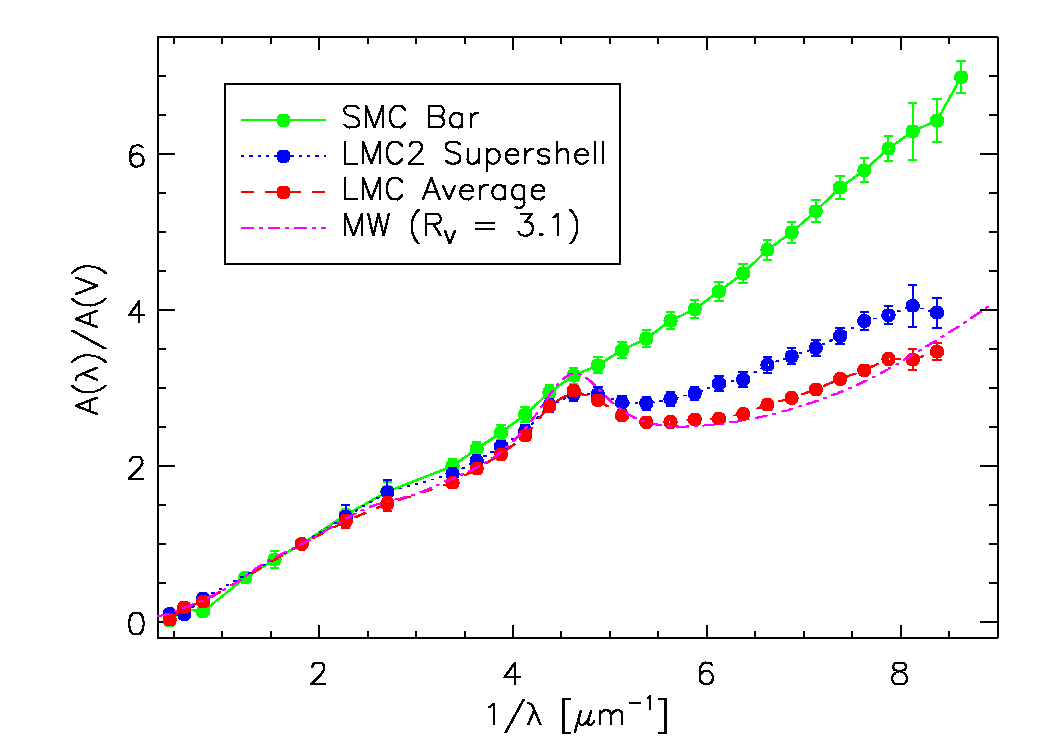 SMC Bar
LMC2 Supershell
LMC Average
MW (Rv = 3.1)
A(λ)/A(V)
6
4
2
0
2 4 6 8
1/λ [μm⁻¹]